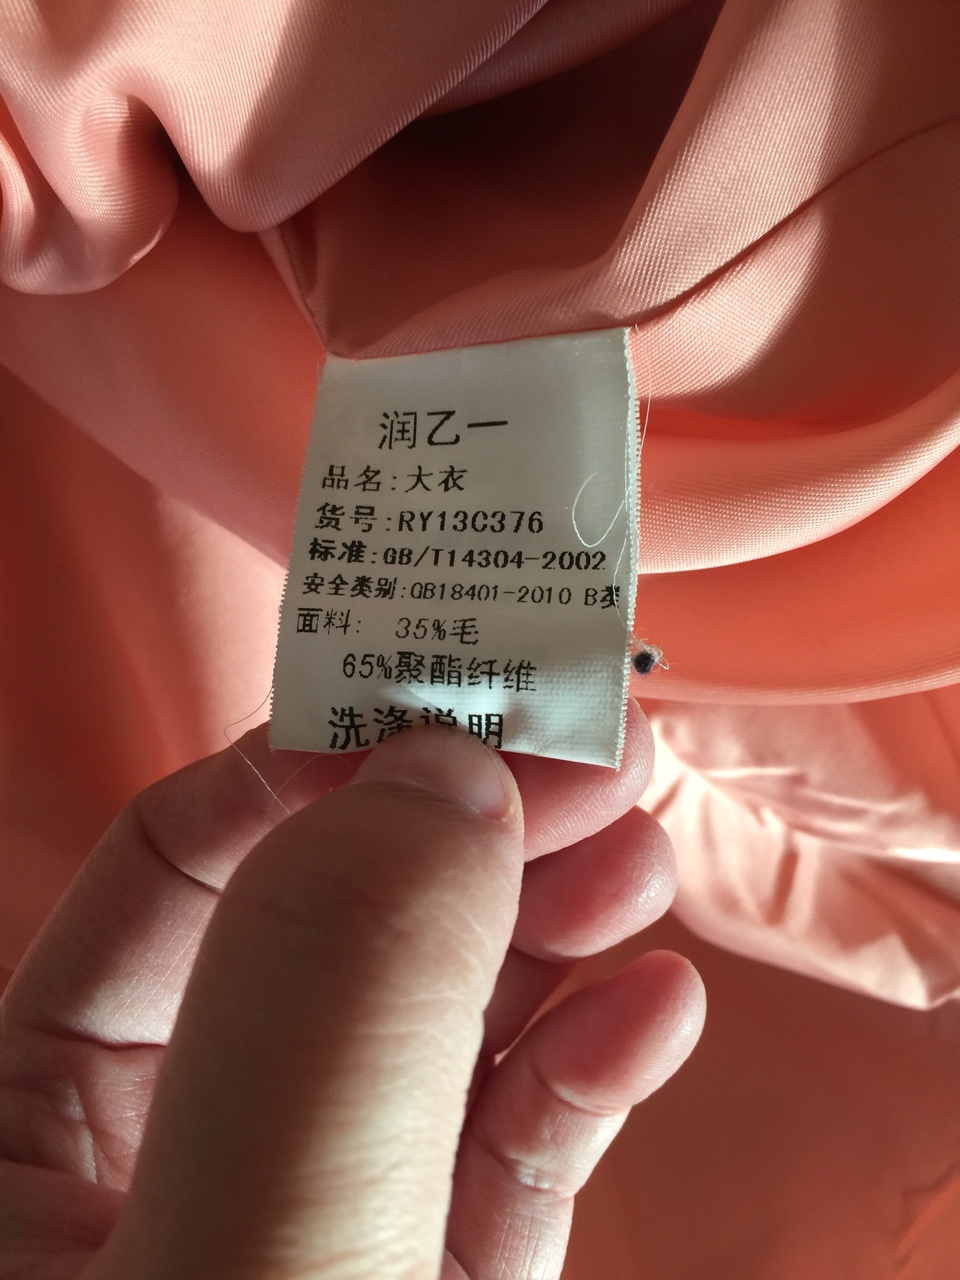 润乙一
品名:大衣
货号:RY13C376
标准:GB/T14304-2002
安全类别:GB18401-2010 B类
面料: 35%毛
65%聚酯纤维
洗涤说明